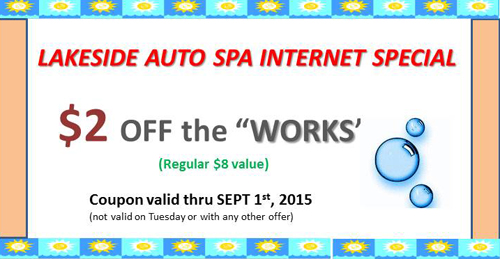 LAKESIDE AUTO SPA INTERNET SPECIAL
$2 OFF the “WORKS’
(Regular $8 value)
Coupon valid thru SEPT 1st, 2015
(not valid on Tuesday or with any other offer)